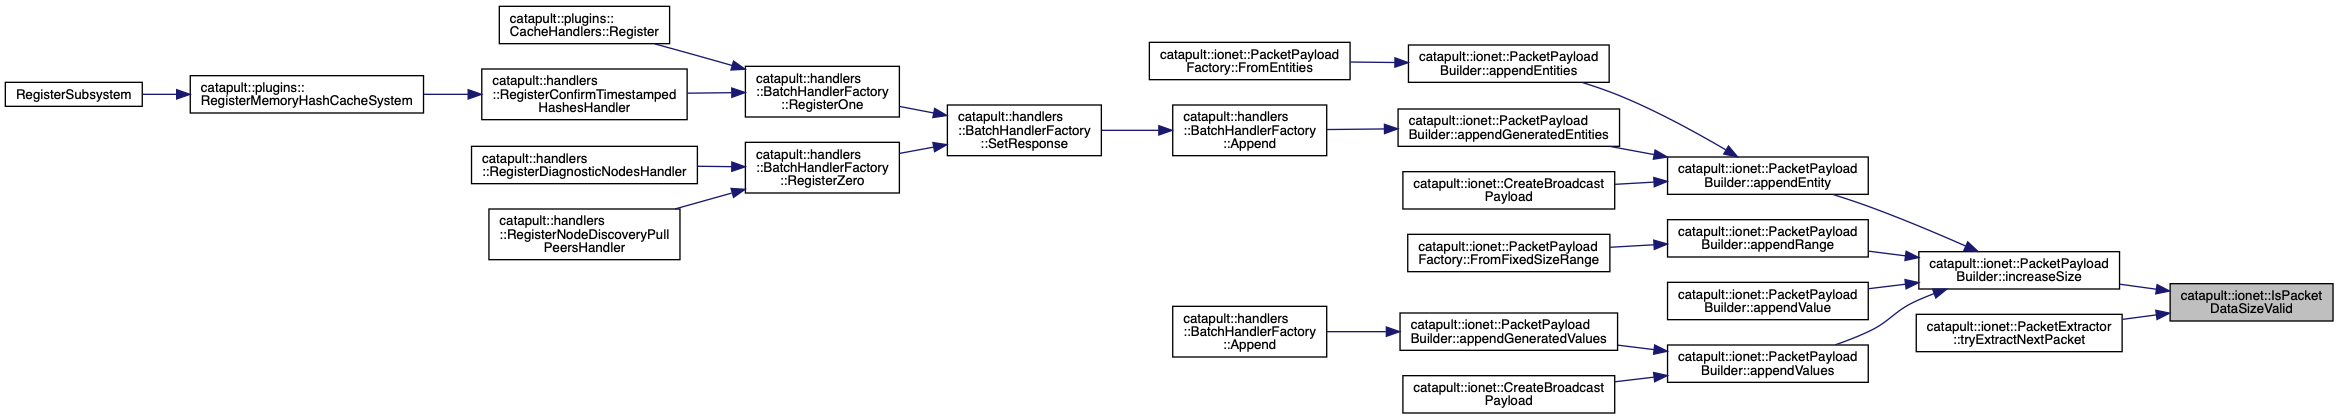 RegisterSubsystem
catapult::plugins::
RegisterMemoryHashCacheSystem
catapult::plugins::
CacheHandlers::Register
catapult::handlers
::RegisterConfirmTimestamped
HashesHandler
catapult::handlers
::RegisterDiagnosticNodesHandler
catapult::handlers
::RegisterNodeDiscoveryPull
PeersHandler
catapult::handlers
::BatchHandlerFactory
::RegisterOne
catapult::handlers
::BatchHandlerFactory
::RegisterZero
catapult::handlers
::BatchHandlerFactory
::SetResponse
catapult::ionet::PacketPayload
Factory::FromEntities
catapult::handlers
::BatchHandlerFactory
::Append
catapult::handlers
::BatchHandlerFactory
::Append
catapult::ionet::PacketPayload
Builder::appendEntities
catapult::ionet::PacketPayload
Builder::appendGeneratedEntities
catapult::ionet::CreateBroadcast
Payload
catapult::ionet::PacketPayload
Factory::FromFixedSizeRange
catapult::ionet::PacketPayload
Builder::appendGeneratedValues
catapult::ionet::CreateBroadcast
Payload
catapult::ionet::PacketPayload
Builder::appendEntity
catapult::ionet::PacketPayload
Builder::appendRange
catapult::ionet::PacketPayload
Builder::appendValue
catapult::ionet::PacketPayload
Builder::appendValues
catapult::ionet::PacketPayload
Builder::increaseSize
catapult::ionet::PacketExtractor
::tryExtractNextPacket
catapult::ionet::IsPacket
DataSizeValid